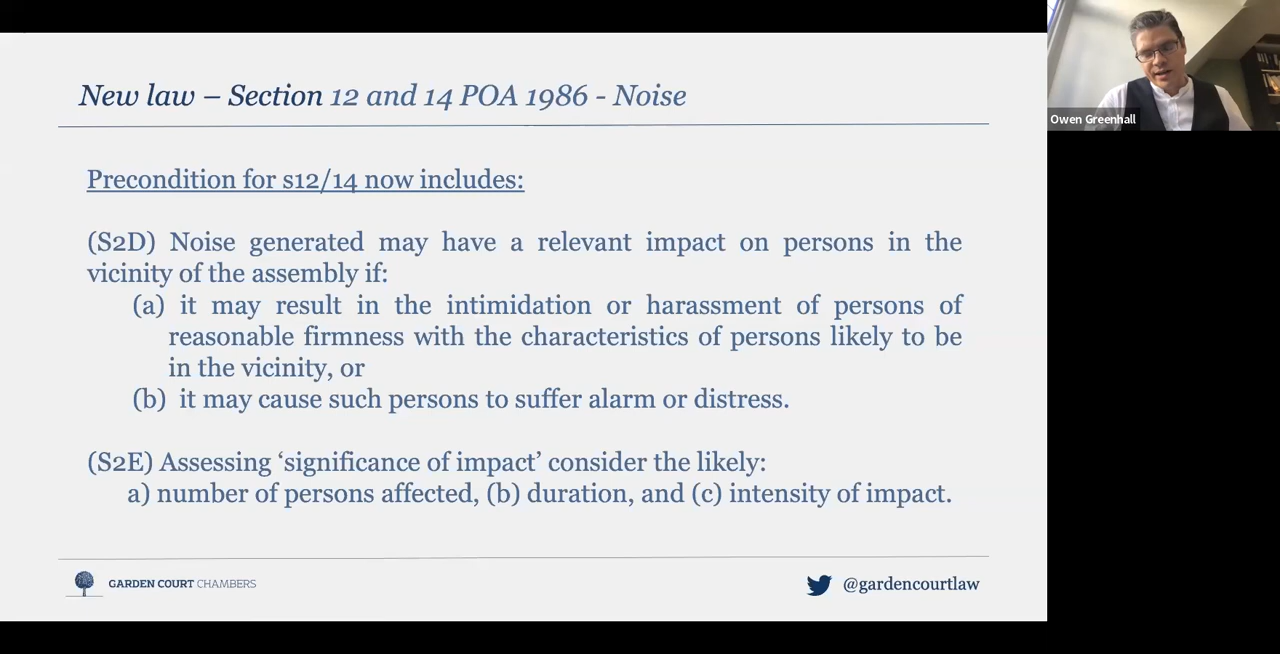 New law – Section 12 and 14 POA 1986 - Noise
Owen Greenhall
Precondition for s12/14 now includes:
(S2D) Noise generated may have a relevant impact on persons in the
vicinity of the assembly if:
(a) it may result in the intimidation or harassment of persons of
reasonable firmness with the characteristics of persons likely to be
in the vicinity, or
(b) it may cause such persons to suffer alarm or distress.
(S2E) Assessing ‘significance of impact’ consider the likely:
a) number of persons affected, (b) duration, and (c) intensity of impact.
GARDEN COURT CHAMBERS
@gardencourtlaw